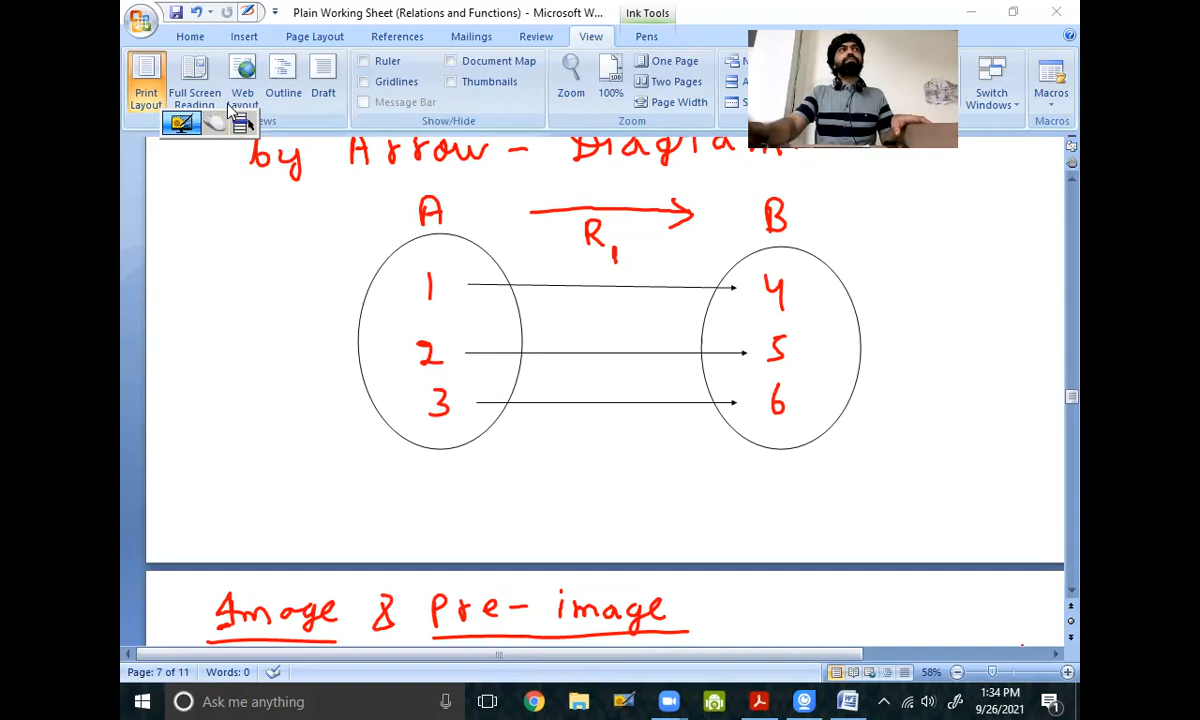 Plain Working Sheet (Relations and Functions) - Microsoft W... Ink Tools
Home Insert Page Layout References Mailings Review View Pens
Print Layout
Full Screen Reading
Web Layout
Outline
Draft
Ruler
Gridlines
Message Bar
Document Map
Thumbnails
Show/Hide
Zoom
100%
One Page
Two Pages
Page Width
Zoom
Switch Windows
Macros
Macros
by Arrow - Diagram
A B
R1
1 4
2 5
3 6
Image & Pre-image
Page: 7 of 11 Words: 0 58%
Ask me anything
1:34 PM
9/26/2021